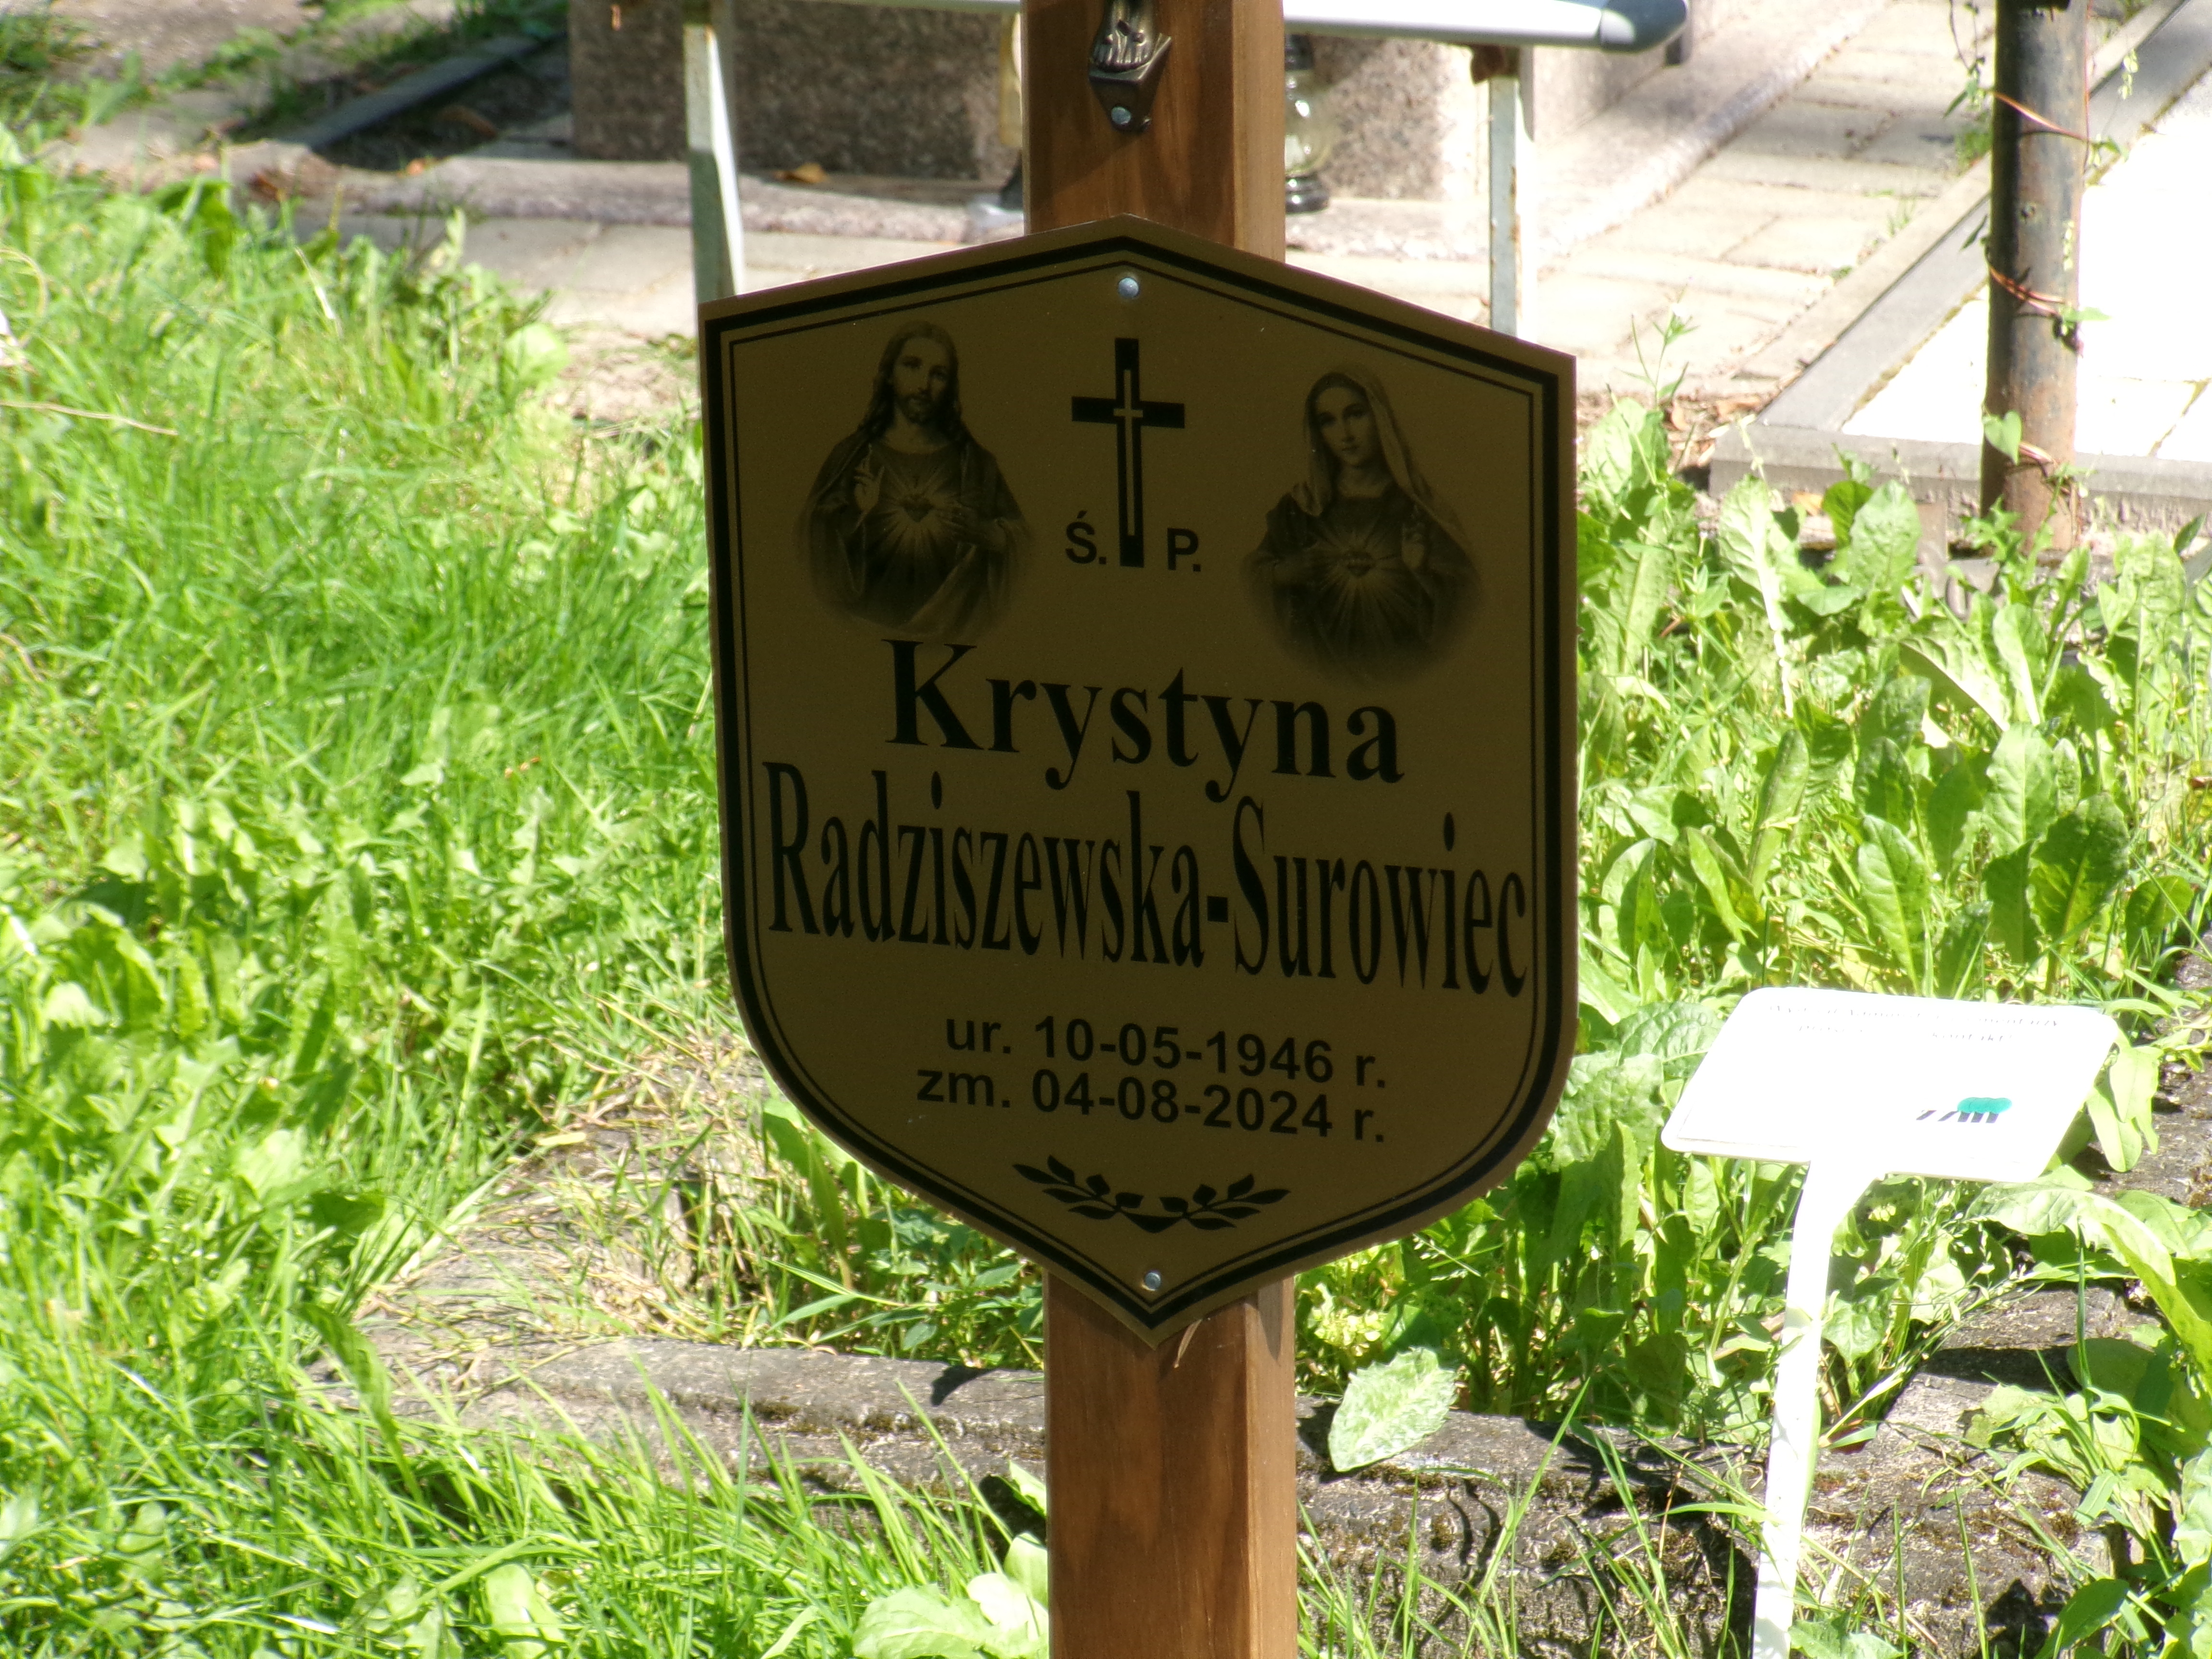 Ś. P.
Krystyna
Radziszewska-Surowiec
ur. 10-05-1946 r.
zm. 04-08-2024 r.